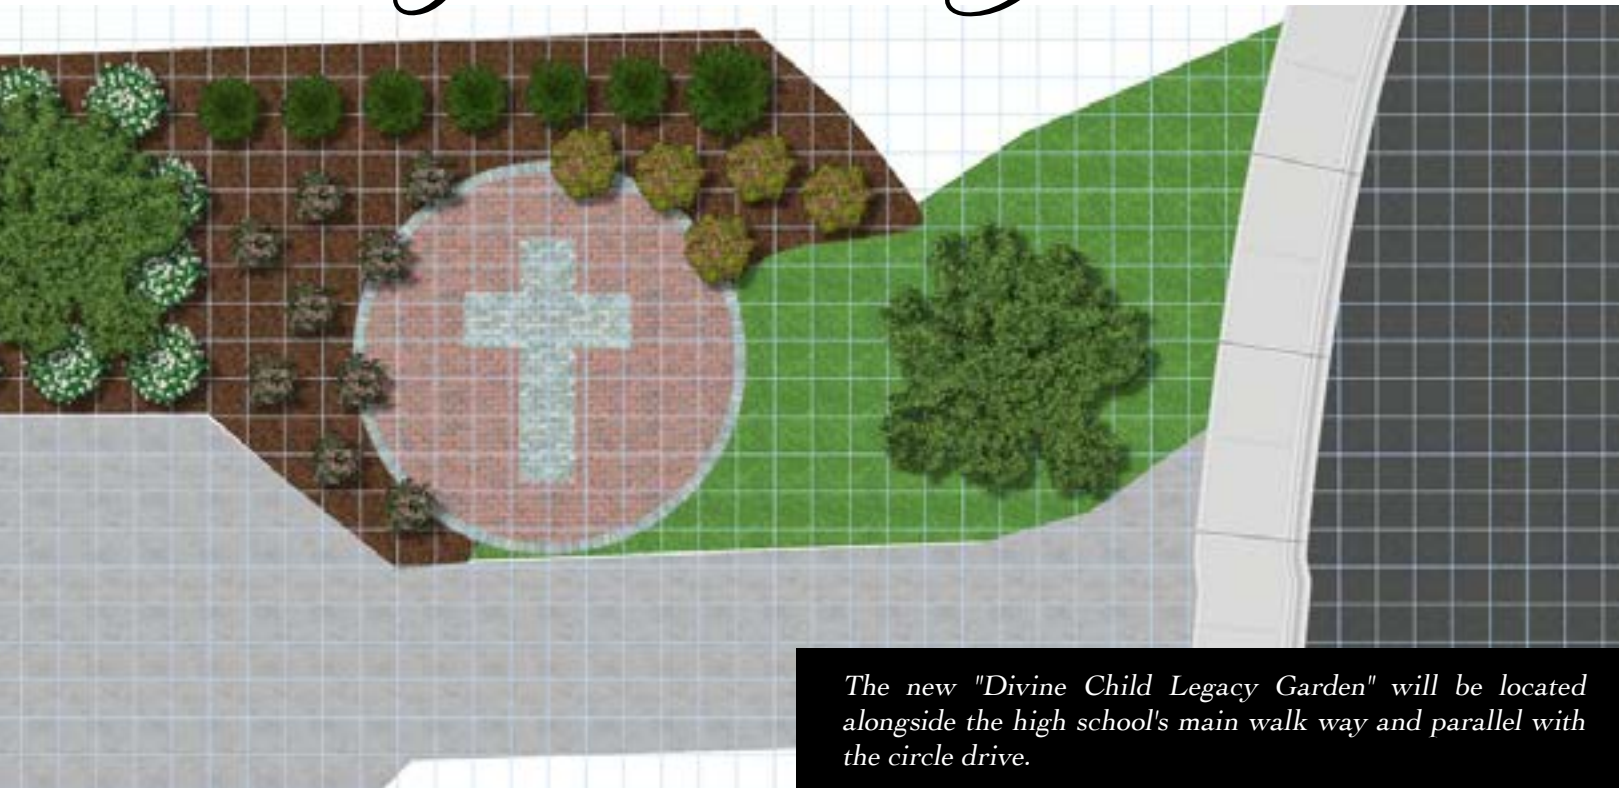 The new "Divine Child Legacy Garden" will be located
alongside the high school's main walk way and parallel with
the circle drive.